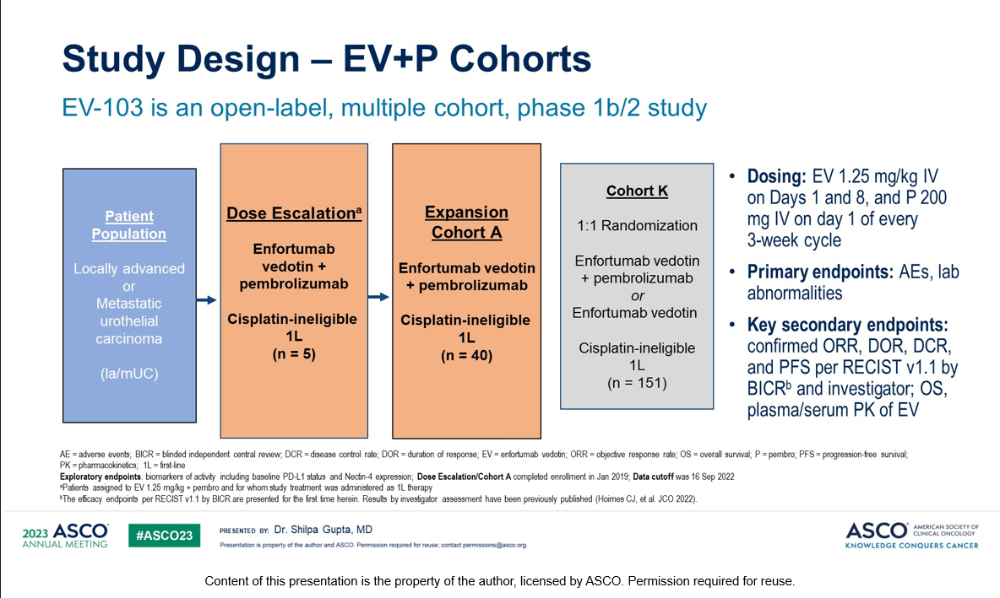 Study Design – EV+P Cohorts
EV-103 is an open-label, multiple cohort, phase 1b/2 study
Patient
Population
Locally advanced
or
Metastatic
urothelial
carcinoma
(la/mUC)
Dose Escalationᵃ
Enfortumab
vedotin +
pembrolizumab
Cisplatin-ineligible
1L
(n = 5)
Expansion
Cohort A
Enfortumab vedotin
+ pembrolizumab
Cisplatin-ineligible
1L
(n = 40)
Cohort K
1:1 Randomization
Enfortumab vedotin
+ pembrolizumab
or
Enfortumab vedotin
Cisplatin-ineligible
1L
(n = 151)
• Dosing: EV 1.25 mg/kg IV
on Days 1 and 8, and P 200
mg IV on day 1 of every
3-week cycle
• Primary endpoints: AEs, lab
abnormalities
• Key secondary endpoints:
confirmed ORR, DOR, DCR,
and PFS per RECIST v1.1 by
BICRᵇ and investigator; OS,
plasma/serum PK of EV
AE = adverse events; BICR = blinded independent central review; DCR = disease control rate; DOR = duration of response; EV = enfortumab vedotin; ORR = objective response rate; OS = overall survival; P = pembro; PFS = progression-free survival;
PK = pharmacokinetics; 1L = first-line
Exploratory endpoints: biomarkers of activity including baseline PD-L1 status and Nectin-4 expression; Dose Escalation/Cohort A completed enrollment in Jan 2019; Data cutoff was 16 Sep 2022
ᵃPatients assigned to EV 1.25 mg/kg + pembro and for whom study treatment was administered as 1L therapy
ᵇThe efficacy endpoints per RECIST v1.1 by BICR are presented for the first time herein. Results by investigator assessment have been previously published (Hoimes CJ, et al. JCO 2022).
2023 ASCO
ANNUAL MEETING
#ASCO23
PRESENTED BY: Dr. Shilpa Gupta, MD
Presentation is property of the author and ASCO. Permission required for reuse; contact permissions@asco.org.
ASCO AMERICAN SOCIETY OF
CLINICAL ONCOLOGY
KNOWLEDGE CONQUERS CANCER
Content of this presentation is the property of the author, licensed by ASCO. Permission required for reuse.